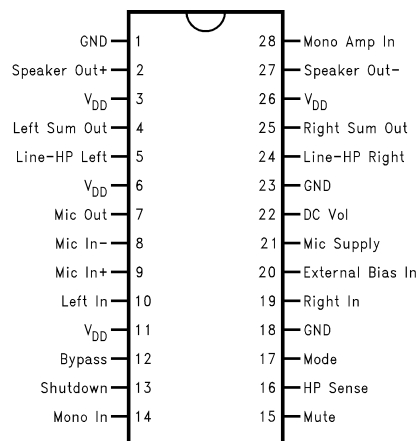 GND 1 28 Mono Amp In
Speaker Out+ 2 27 Speaker Out-
VDD 3 26 VDD
Left Sum Out 4 25 Right Sum Out
Line-HP Left 5 24 Line-HP Right
VDD 6 23 GND
Mic Out 7 22 DC Vol
Mic In- 8 21 Mic Supply
Mic In+ 9 20 External Bias In
Left In 10 19 Right In
VDD 11 18 GND
Bypass 12 17 Mode
Shutdown 13 16 HP Sense
Mono In 14 15 Mute